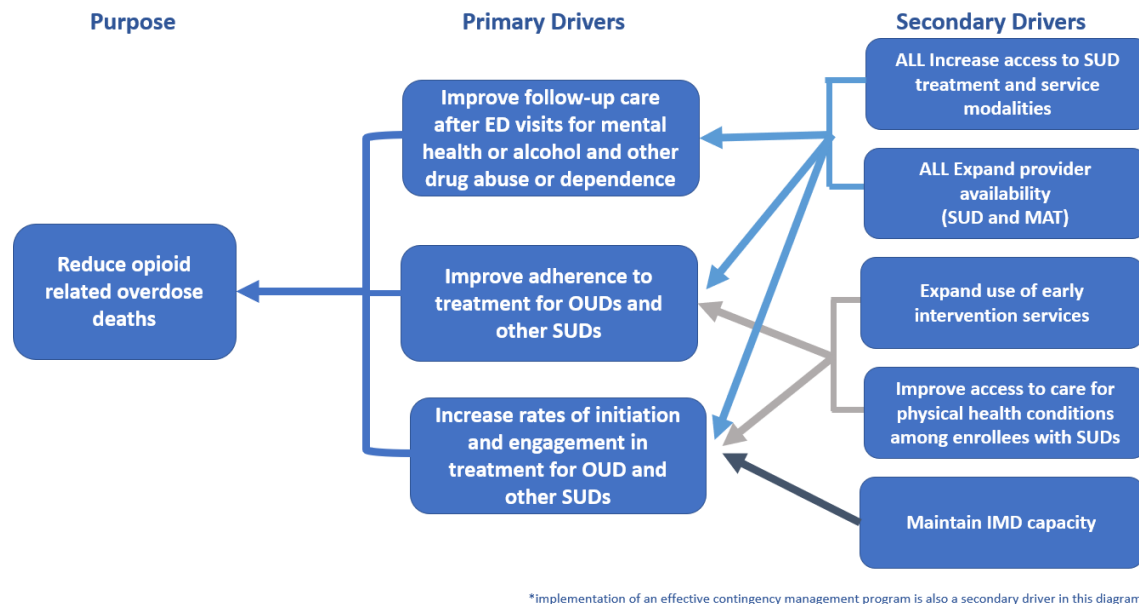 Purpose
Primary Drivers
Secondary Drivers
Reduce opioid
related overdose
deaths
Improve follow-up care
after ED visits for mental
health or alcohol and other
drug abuse or dependence
Improve adherence to
treatment for OUDs and
other SUDs
Increase rates of initiation
and engagement in
treatment for OUD and
other SUDs
ALL Increase access to SUD
treatment and service
modalities
ALL Expand provider
availability
(SUD and MAT)
Expand use of early
intervention services
Improve access to care for
physical health conditions
among enrollees with SUDs
Maintain IMD capacity
*implementation of an effective contingency management program is also a secondary driver in this diagram